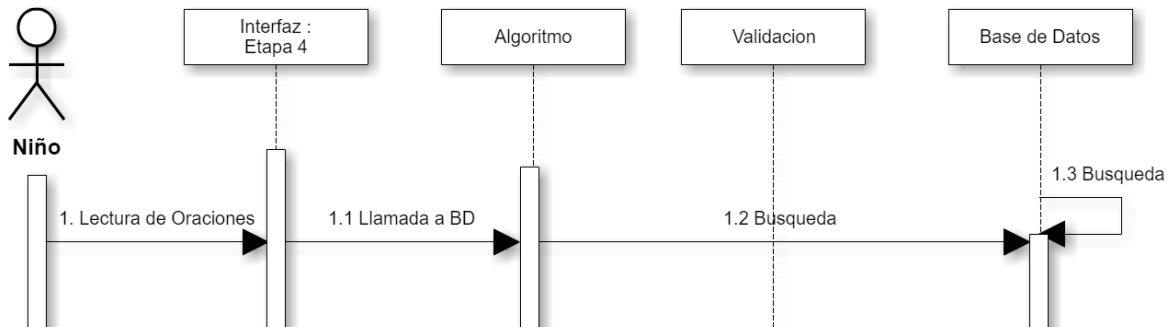 Interfaz :
Etapa 4
Algoritmo
Validacion
Base de Datos
Niño
1.3 Busqueda
1. Lectura de Oraciones
1.1 Llamada a BD
1.2 Busqueda